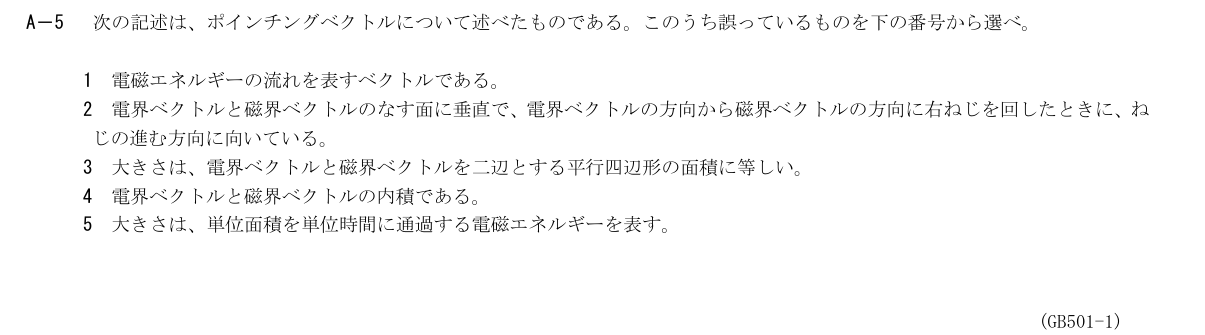 A－5 次の記述は、ポインチングベクトルについて述べたものである。このうち誤っているものを下の番号から選べ。
1 電磁エネルギーの流れを表すベクトルである。
2 電界ベクトルと磁界ベクトルのなす面に垂直で、電界ベクトルの方向から磁界ベクトルの方向に右ねじを回したときに、ね
じの進む方向に向いている。
3 大きさは、電界ベクトルと磁界ベクトルを二辺とする平行四辺形の面積に等しい。
4 電界ベクトルと磁界ベクトルの内積である。
5 大きさは、単位面積を単位時間に通過する電磁エネルギーを表す。
(GB501-1)